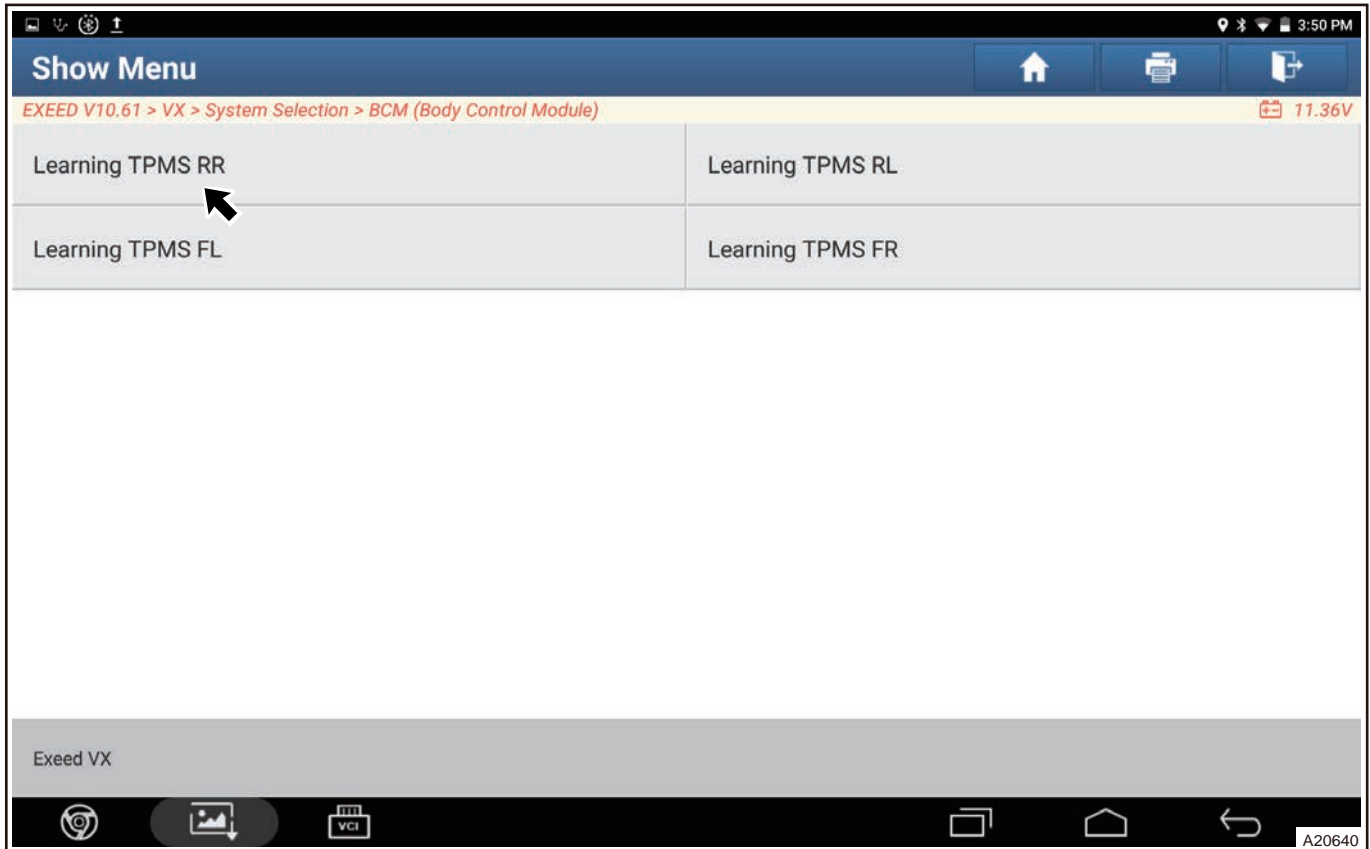 3:50 PM
Show Menu
EXEED V10.61 > VX > System Selection > BCM (Body Control Module)
11.36V
Learning TPMS RR
Learning TPMS RL
Learning TPMS FL
Learning TPMS FR
Exeed VX
VCI
A20640